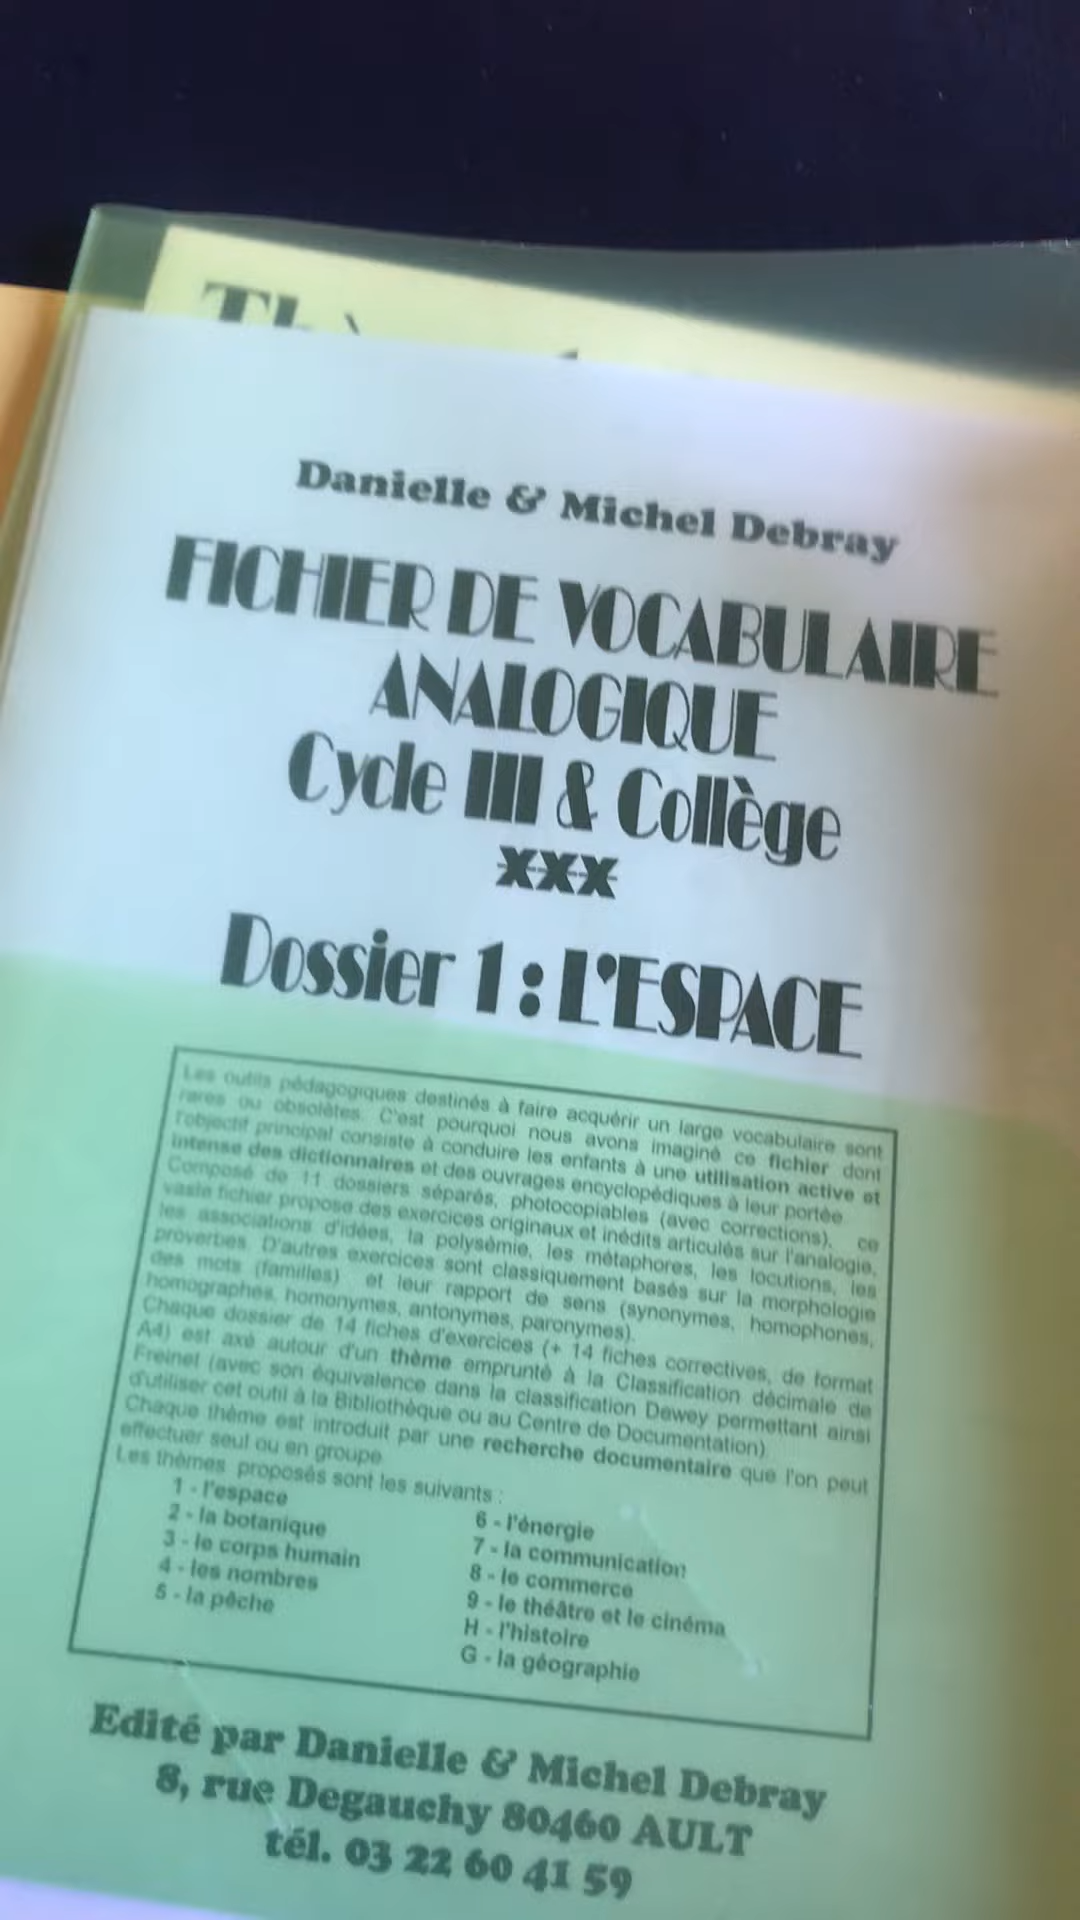 Danielle & Michel Debray
FICHIER DE VOCABULAIRE
ANALOGIQUE
Cycle III & Collège
XXX
Dossier 1 : L'ESPACE
Les outils pédagogiques destinés à faire acquérir un large vocabulaire sont
rares ou obsolètes. C'est pourquoi nous avons imaginé ce fichier dont
l'objectif principal consiste à conduire les enfants à une utilisation active et
intense des dictionnaires et des ouvrages encyclopédiques à leur portée
Composé de 11 dossiers séparés, photocopiables (avec corrections), ce
vaste fichier propose des exercices originaux et inédits articulés sur l'analogie,
les associations d'idées, la polysémie, les métaphores, les locutions, les
proverbes. D'autres exercices sont classiquement basés sur la morphologie
des mots (familles) et leur rapport de sens (synonymes, homophones,
homographes, homonymes, antonymes, paronymes).
Chaque dossier de 14 fiches d'exercices (+ 14 fiches correctives, de format
A4) est axé autour d'un thème emprunté à la Classification décimale de
Freinet (avec son équivalence dans la classification Dewey permettant ainsi
d'utiliser cet outil à la Bibliothèque ou au Centre de Documentation)
Chaque thème est introduit par une recherche documentaire que l'on peut
effectuer seul ou en groupe
Les thèmes proposés sont les suivants :
1 - l'espace
2 - la botanique
3 - le corps humain
4 - les nombres
5 - la pêche
6 - l'énergie
7 - la communication
8 - le commerce
9 - le théâtre et le cinéma
H - l'histoire
G - la géographie
Edité par Danielle & Michel Debray
8, rue Degauchy 80460 AULT
tél. 03 22 60 41 59